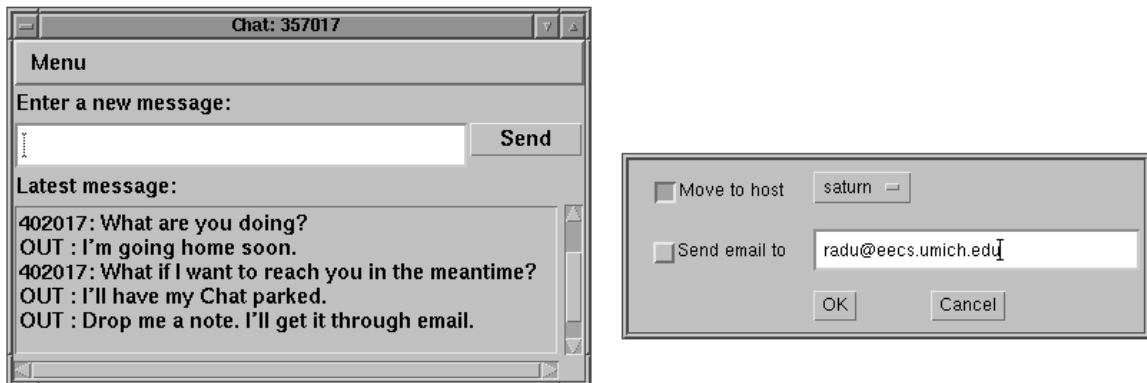 Chat: 357017
Menu
Enter a new message:
Send
Latest message:
402017: What are you doing?
OUT : I'm going home soon.
402017: What if I want to reach you in the meantime?
OUT : I'll have my Chat parked.
OUT : Drop me a note. I'll get it through email.
Move to host saturn
Send email to radu@eecs.umich.edu
OK Cancel